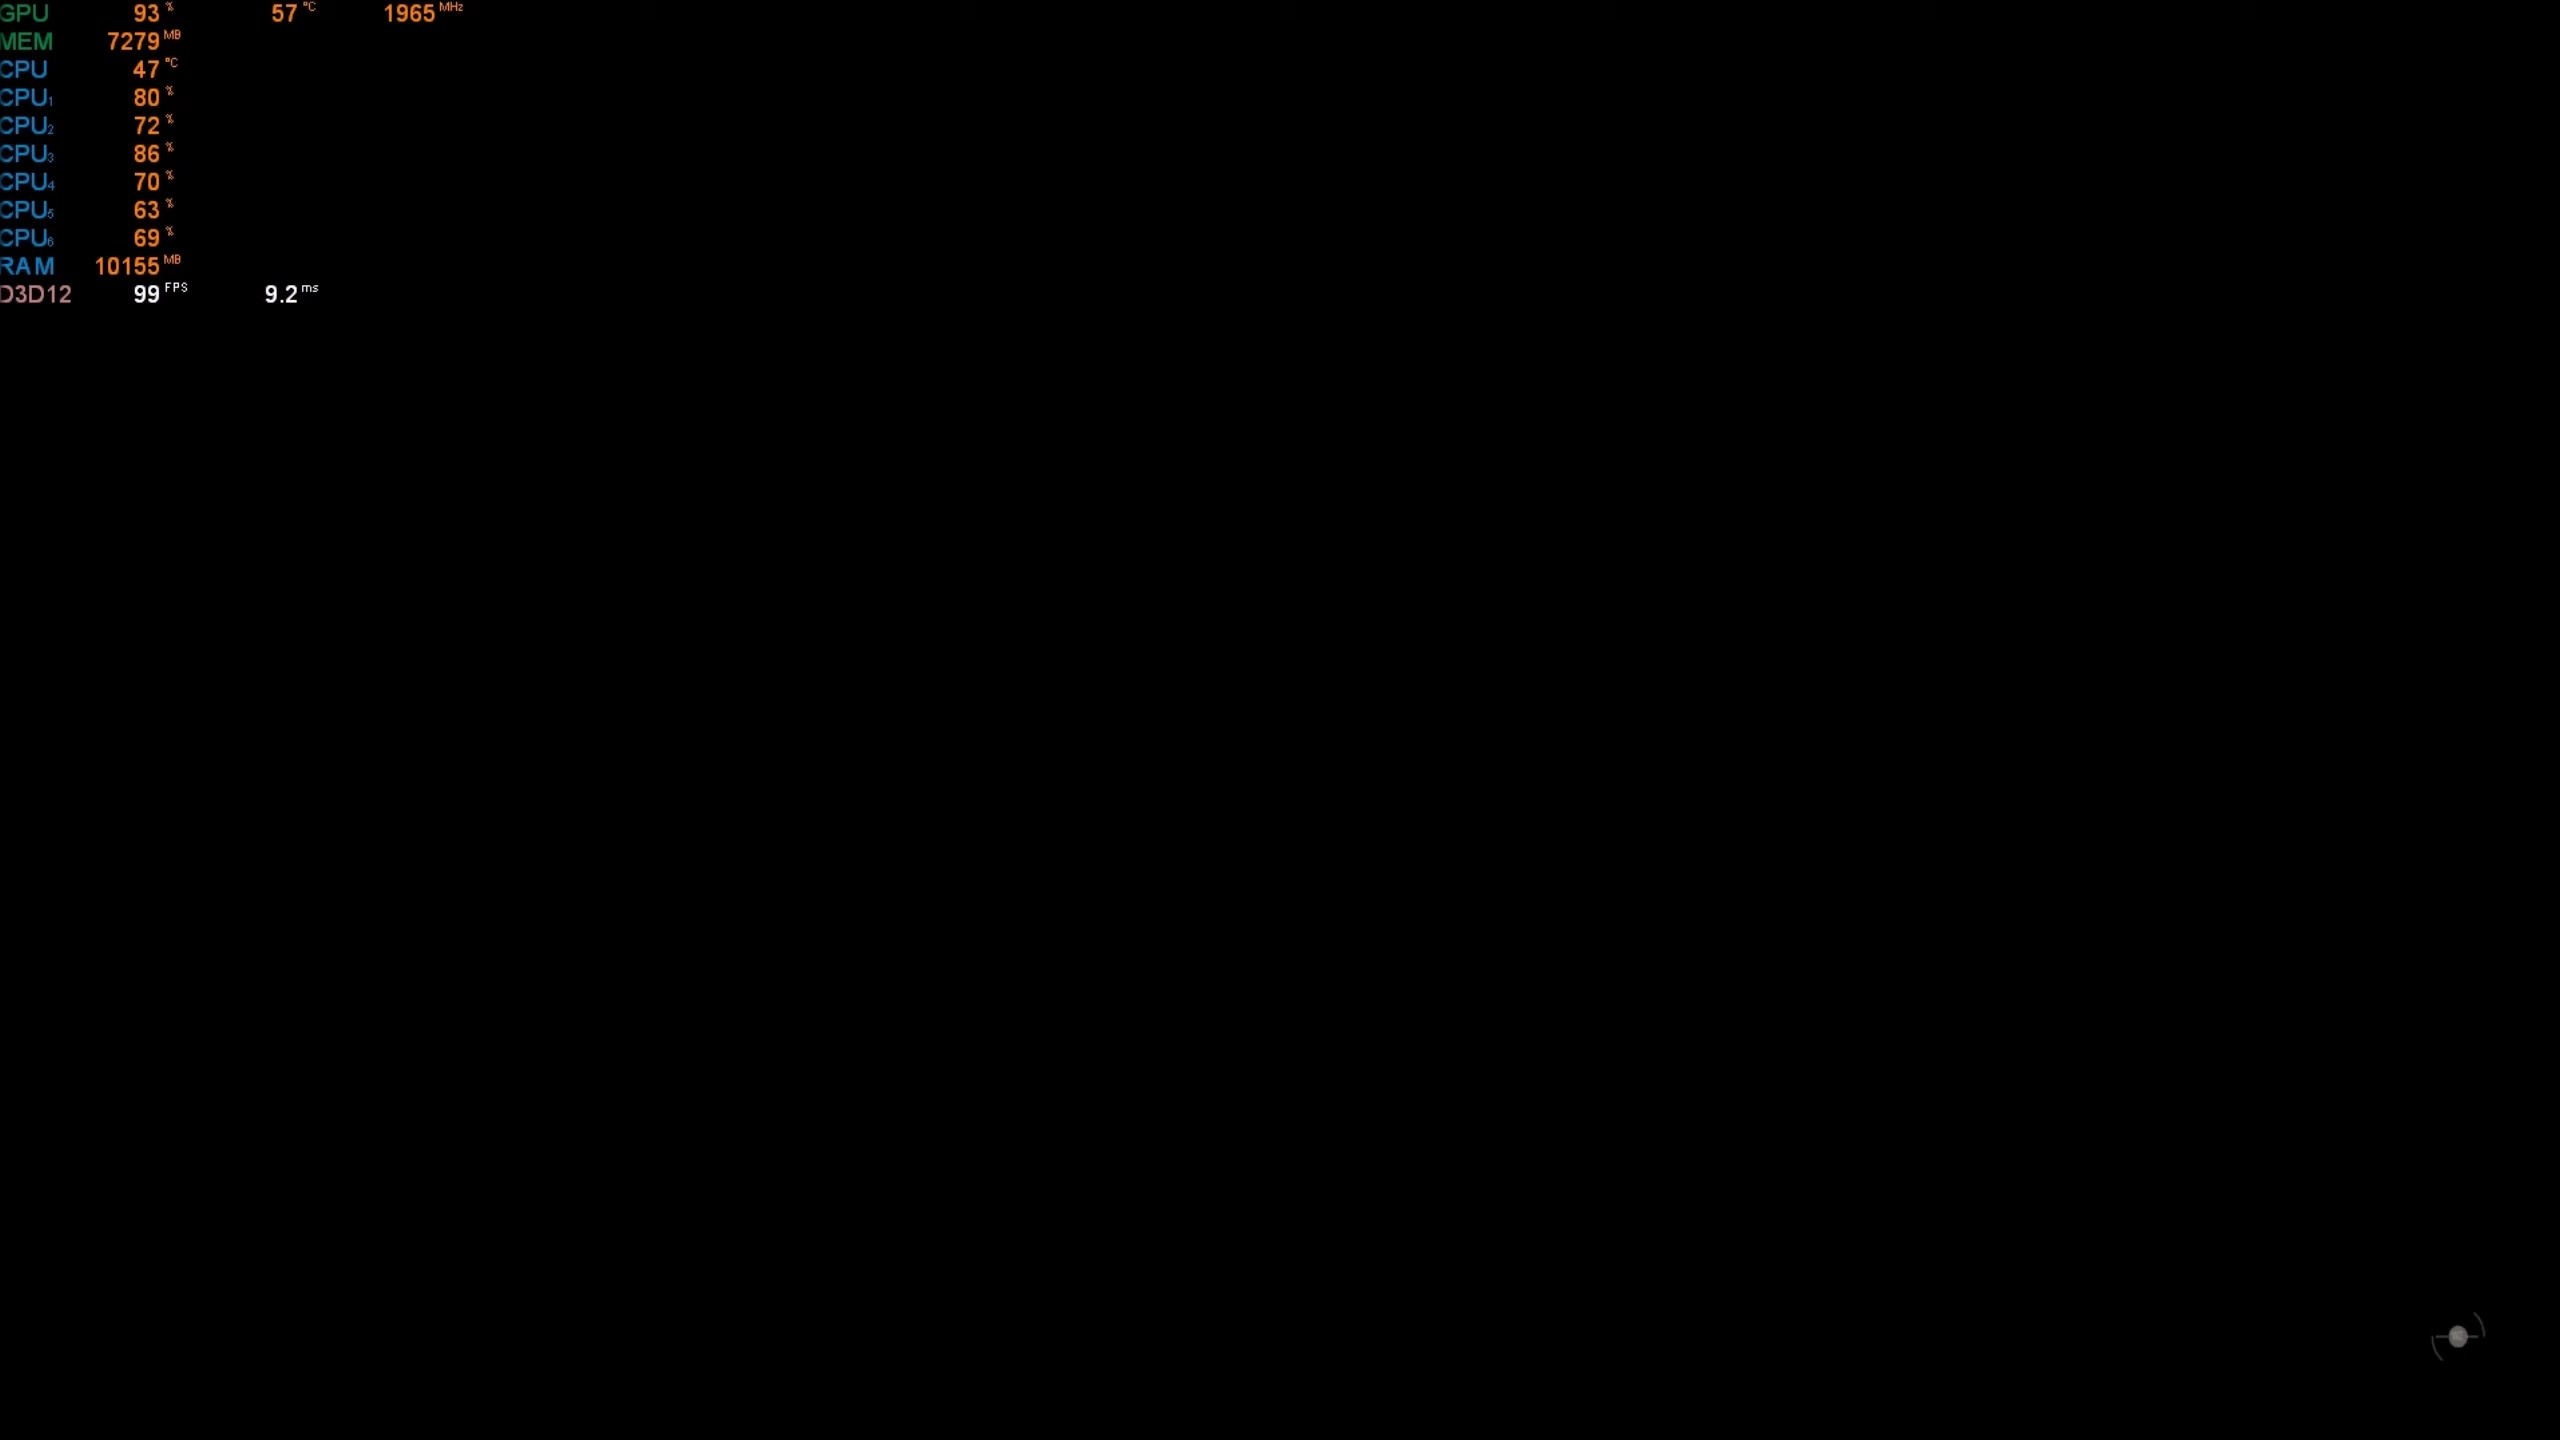 GPU 93 % 57 °C 1965 MHz
MEM 7279 MB
CPU 47 °C
CPU1 80 %
CPU2 72 %
CPU3 86 %
CPU4 70 %
CPU5 63 %
CPU6 69 %
RAM 10155 MB
D3D12 99 FPS 9.2 ms